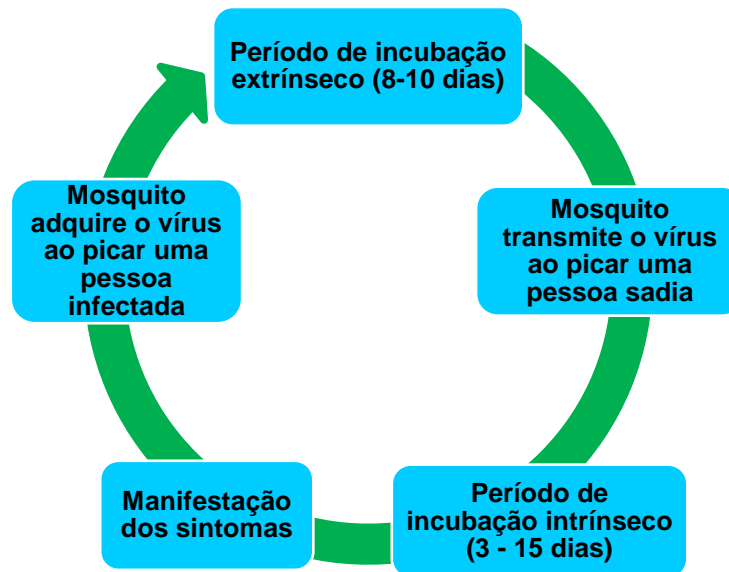 Período de incubação
extrínseco (8-10 dias)
Mosquito
transmite o vírus
ao picar uma
pessoa sadia
Período de
incubação intrínseco
(3 - 15 dias)
Manifestação
dos sintomas
Mosquito
adquire o vírus
ao picar uma
pessoa
infectada